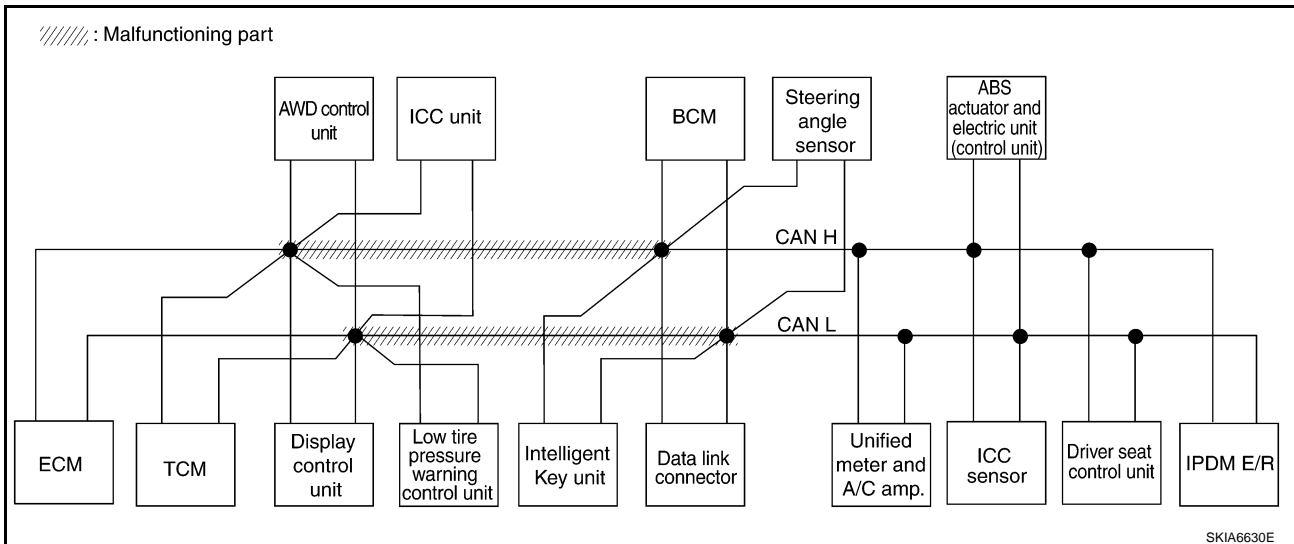 : Malfunctioning part
AWD control
unit
ICC unit
BCM
Steering
angle
sensor
ABS
actuator and
electric unit
(control unit)
CAN H
CAN L
ECM
TCM
Display
control
unit
Low tire
pressure
warning
control unit
Intelligent
Key unit
Data link
connector
Unified
meter and
A/C amp.
ICC
sensor
Driver seat
control unit
IPDM E/R
SKIA6630E